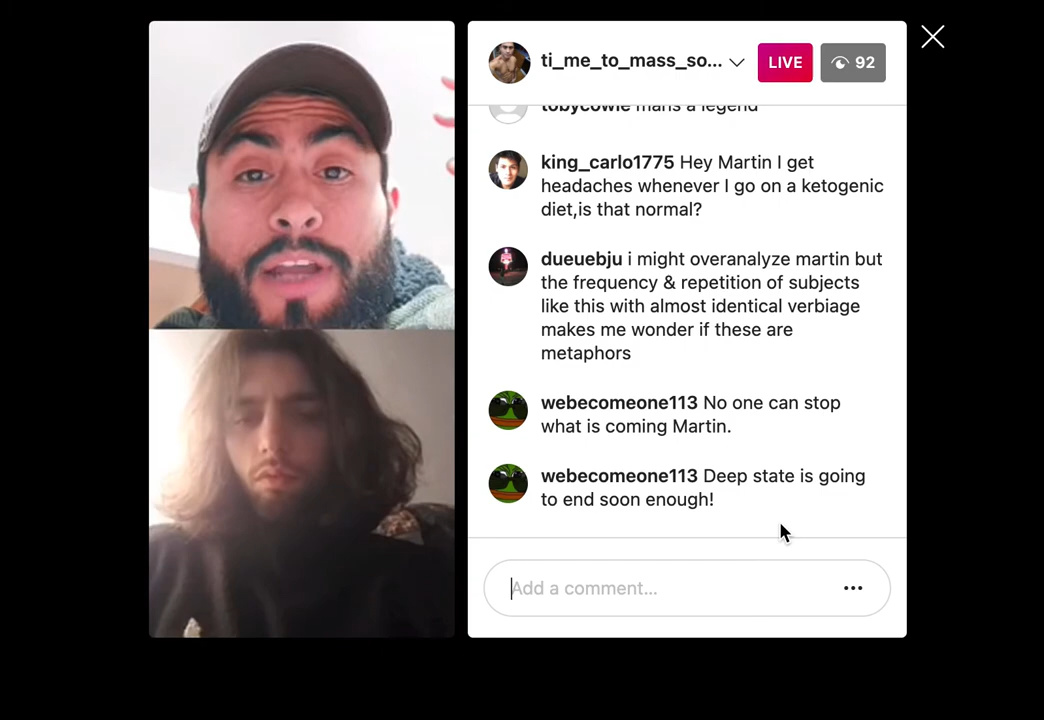 ti_me_to_mass_so...
LIVE
92
tobycowie mans a legend
king_carlo1775 Hey Martin I get
headaches whenever I go on a ketogenic
diet,is that normal?
dueuebju i might overanalyze martin but
the frequency & repetition of subjects
like this with almost identical verbiage
makes me wonder if these are
metaphors
webecomeone113 No one can stop
what is coming Martin.
webecomeone113 Deep state is going
to end soon enough!
Add a comment...